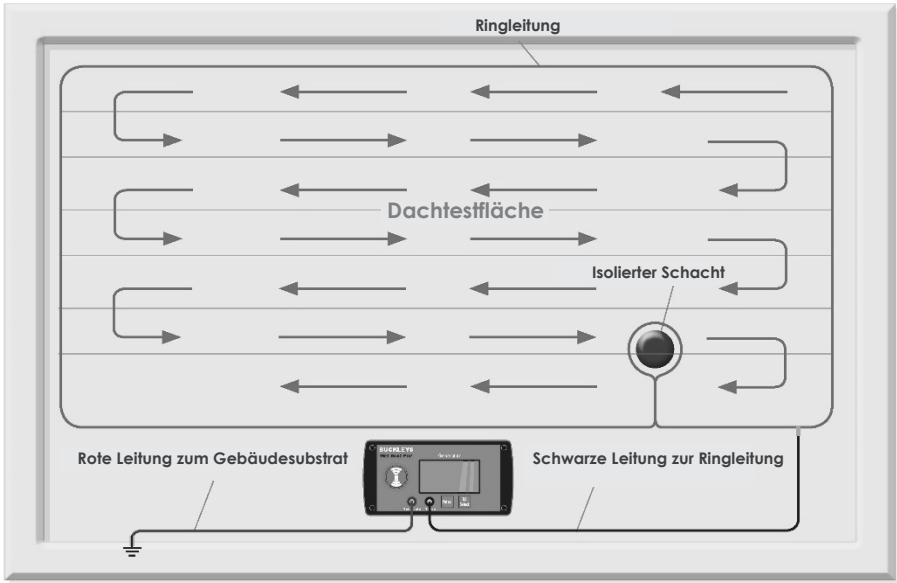 Ringleitung
Dachtestfläche
Isolierter Schacht
Rote Leitung zum Gebäudesubstrat
BUCKLEYS
Schwarze Leitung zur Ringleitung